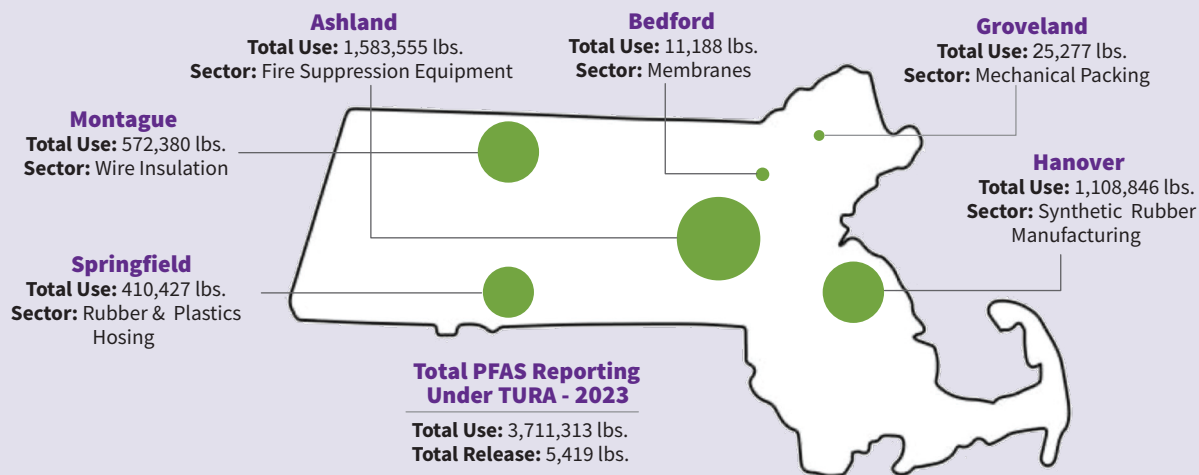 Ashland
Total Use: 1,583,555 lbs.
Sector: Fire Suppression Equipment
Bedford
Total Use: 11,188 lbs.
Sector: Membranes
Groveland
Total Use: 25,277 lbs.
Sector: Mechanical Packing
Montague
Total Use: 572,380 lbs.
Sector: Wire Insulation
Hanover
Total Use: 1,108,846 lbs.
Sector: Synthetic Rubber
Manufacturing
Springfield
Total Use: 410,427 lbs.
Sector: Rubber & Plastics
Hosing
Total PFAS Reporting
Under TURA - 2023
Total Use: 3,711,313 lbs.
Total Release: 5,419 lbs.